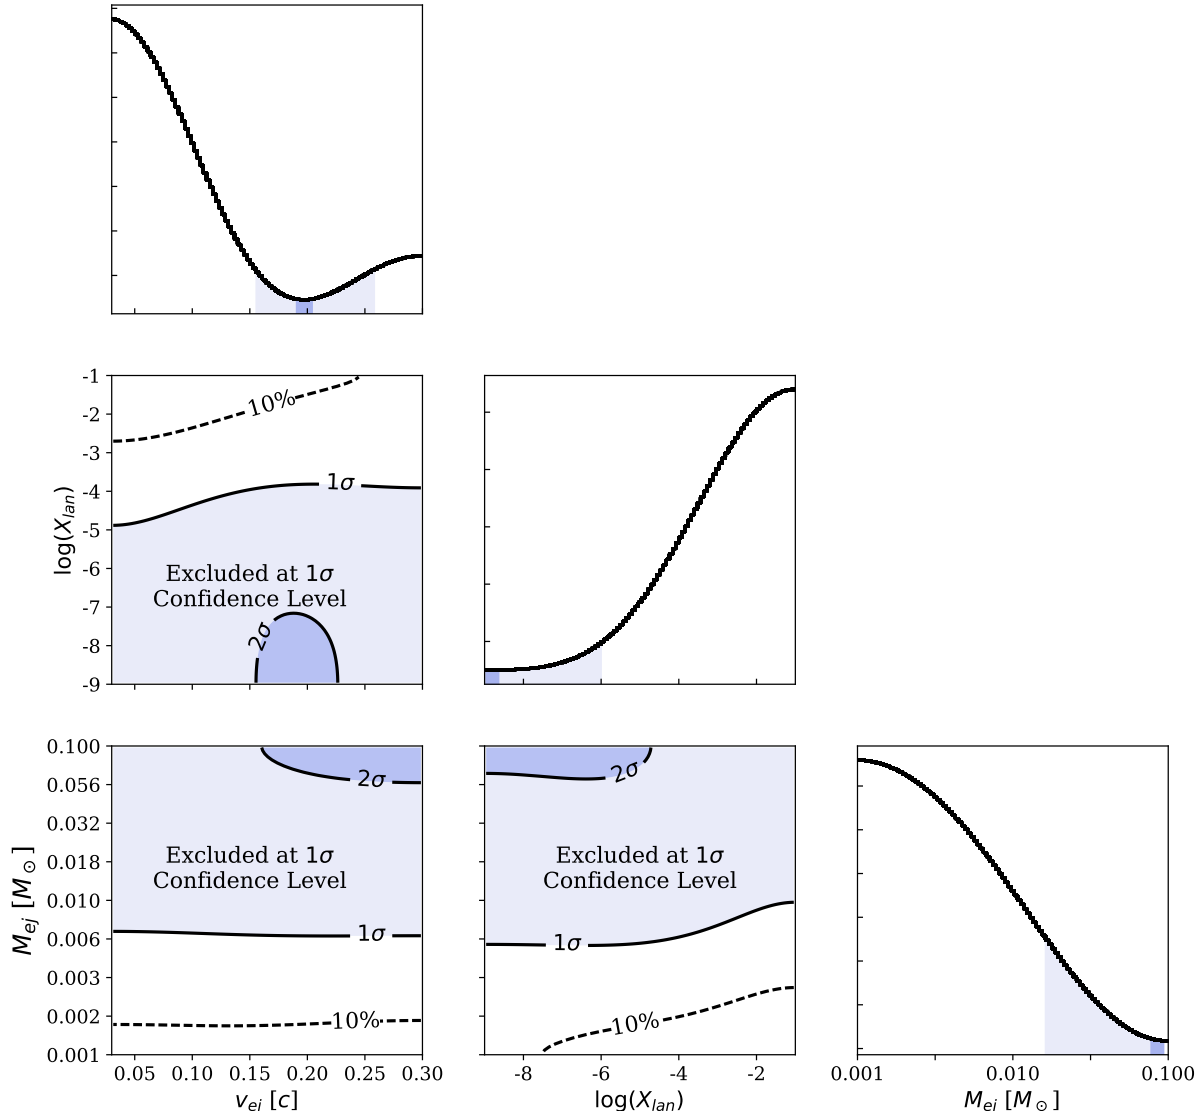 -1
10%
-2
-3
1σ
-4
-5
log(X_lan)
-6
Excluded at 1σ
Confidence Level
-7
2σ
-8
-9
0.100
2σ
2σ
0.056
0.032
0.018
Excluded at 1σ
Confidence Level
Excluded at 1σ
Confidence Level
0.010
M_ej [M_⊙]
0.006
1σ
1σ
0.003
0.002
10%
10%
0.001
0.05 0.10 0.15 0.20 0.25 0.30
-8 -6 -4 -2
0.001 0.010 0.100
v_ej [c]
log(X_lan)
M_ej [M_⊙]